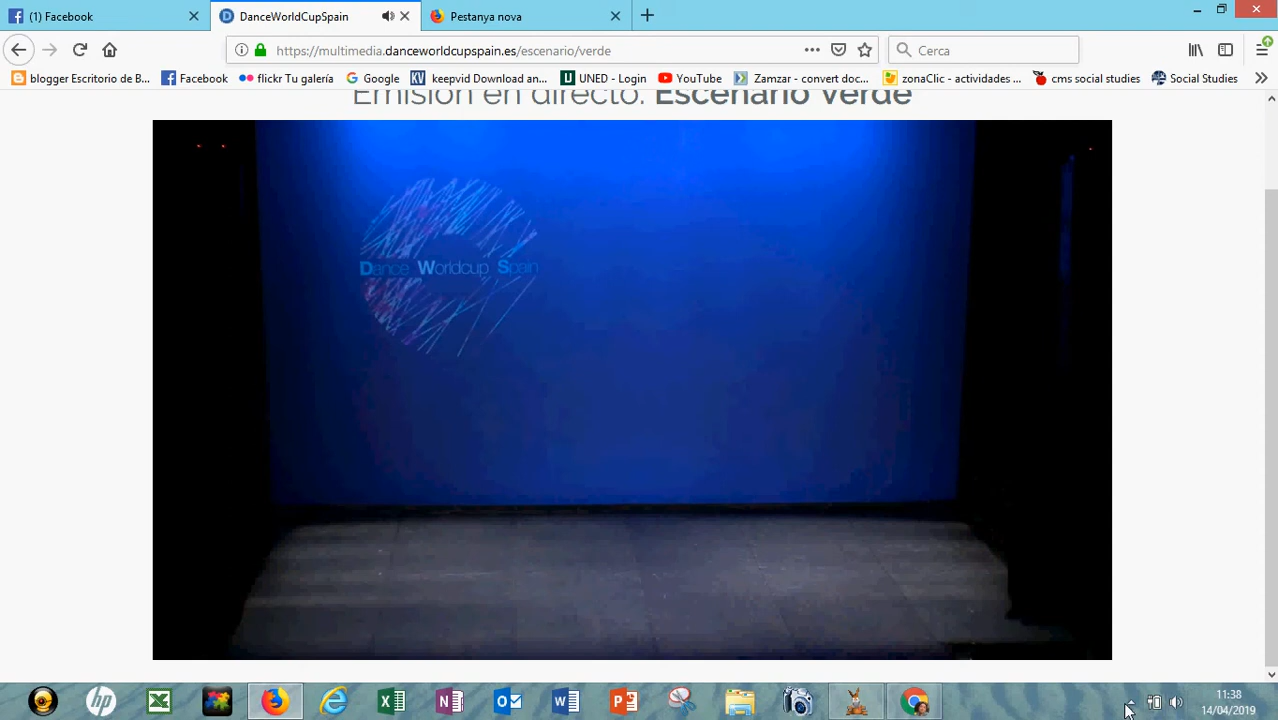 (1) Facebook
DanceWorldCupSpain
Pestanya nova
https://multimedia.danceworldcupspain.es/escenario/verde
Cerca
blogger Escritorio de B...
Facebook
flickr Tu galería
Google
keepvid Download an...
UNED - Login
YouTube
Zamzar - convert doc...
zonaClic - actividades ...
cms social studies
Social Studies
Emisión en directo: Escenario Verde
Dance Worldcup Spain
11:38
14/04/2019